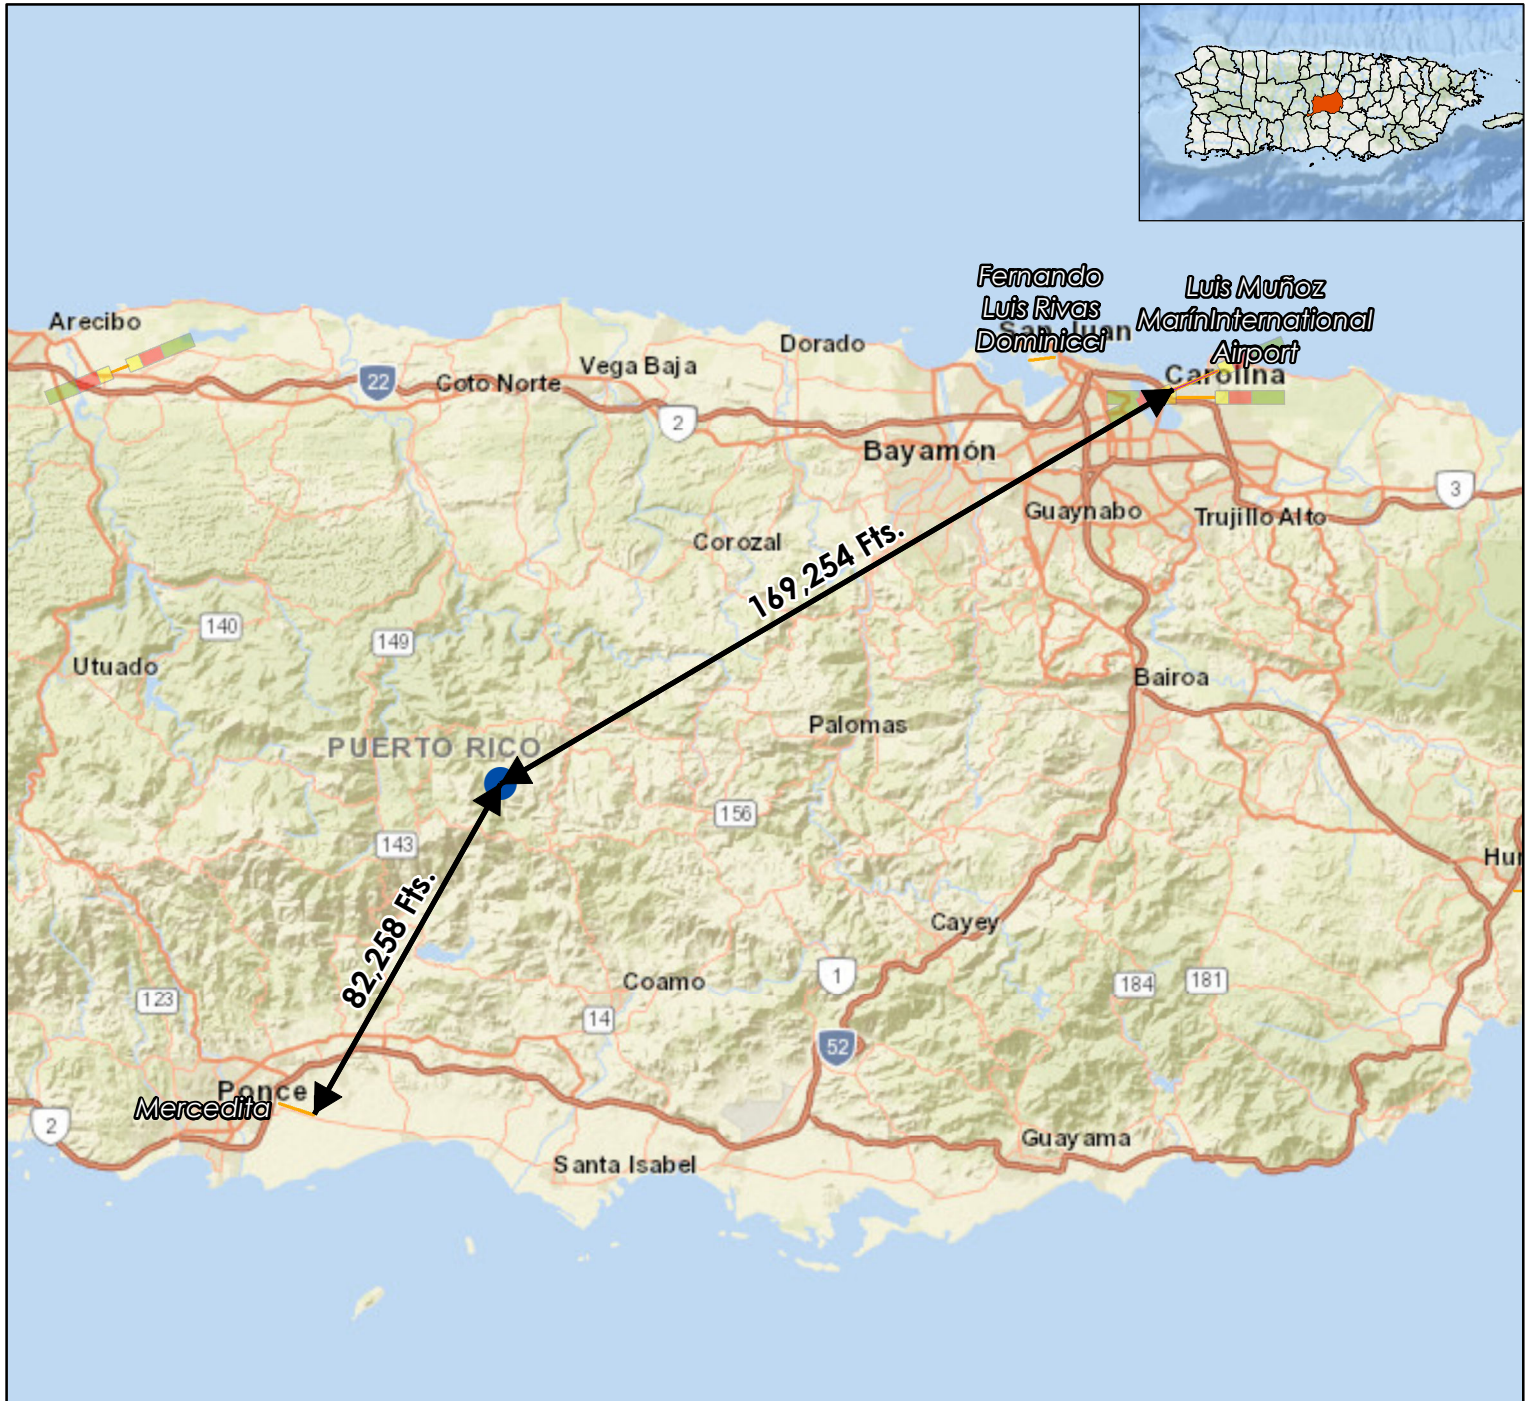 Fernando
Luis Rivas
Dominicci
Luis Muñoz
MarínInternational
Airport
San Juan
Arecibo
Dorado
Vega Baja
Carolina
22
Coto Norte
2
Bayamón
3
Guaynabo
Trujillo Alto
Corozal
169,254 Fts.
140
149
Utuado
Bairoa
Palomas
PUERTO RICO
156
143
Hum
82,258 Fts.
Cayey
Coamo
1
184
181
123
14
52
Ponce
Mercedita
2
Guayama
Santa Isabel